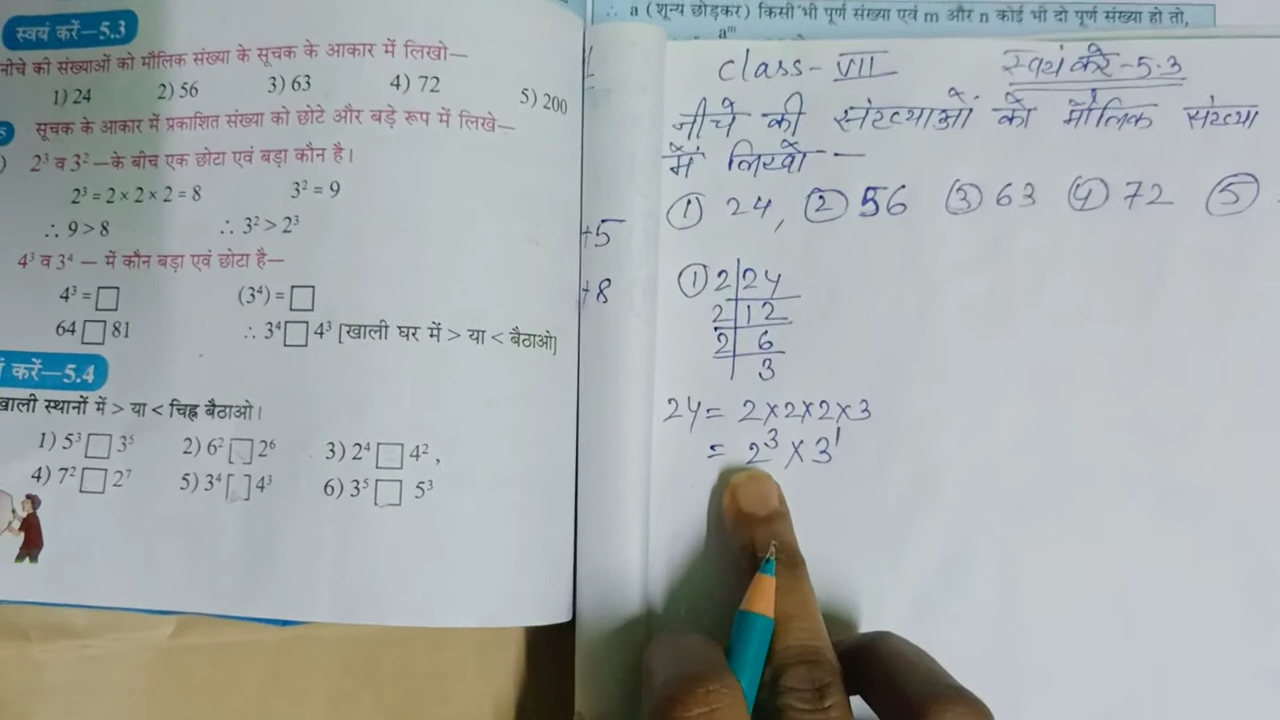 स्वयं करें–5.3
नीचे की संख्याओं को मौलिक संख्या के सूचक के आकार में लिखो—
1) 24 2) 56 3) 63 4) 72 5) 200
सूचक के आकार में प्रकाशित संख्या को छोटे और बड़े रूप में लिखे—
2³ व 3² —के बीच एक छोटा एवं बड़ा कौन है।
2³ = 2 × 2 × 2 = 8 3² = 9
∴ 9 > 8 ∴ 3² > 2³
4³ व 3⁴ — में कौन बड़ा एवं छोटा है—
4³ = □ (3⁴) = □
64 □ 81 ∴ 3⁴ □ 4³ [खाली घर में > या < बैठाओ]
करें–5.4
खाली स्थानों में > या < चिह्न बैठाओ।
1) 5³ □ 3⁵ 2) 6² □ 2⁶ 3) 2⁴ □ 4² ,
4) 7² □ 2⁷ 5) 3⁴ □ 4³ 6) 3⁵ □ 5³
+5
+8
∴ a (शून्य छोड़कर) किसी भी पूर्ण संख्या एवं m और n कोई भी दो पूर्ण संख्या हो तो,
aᵐ
Class- VII स्वयं करे-5.3
नीचे की संख्याओं को मौलिक संख्या
में लिखो —
① 24, ② 56 ③ 63 ④ 72 ⑤
① 2|24
2|12
2|6
|3
24 = 2×2×2×3
= 2³ × 3¹